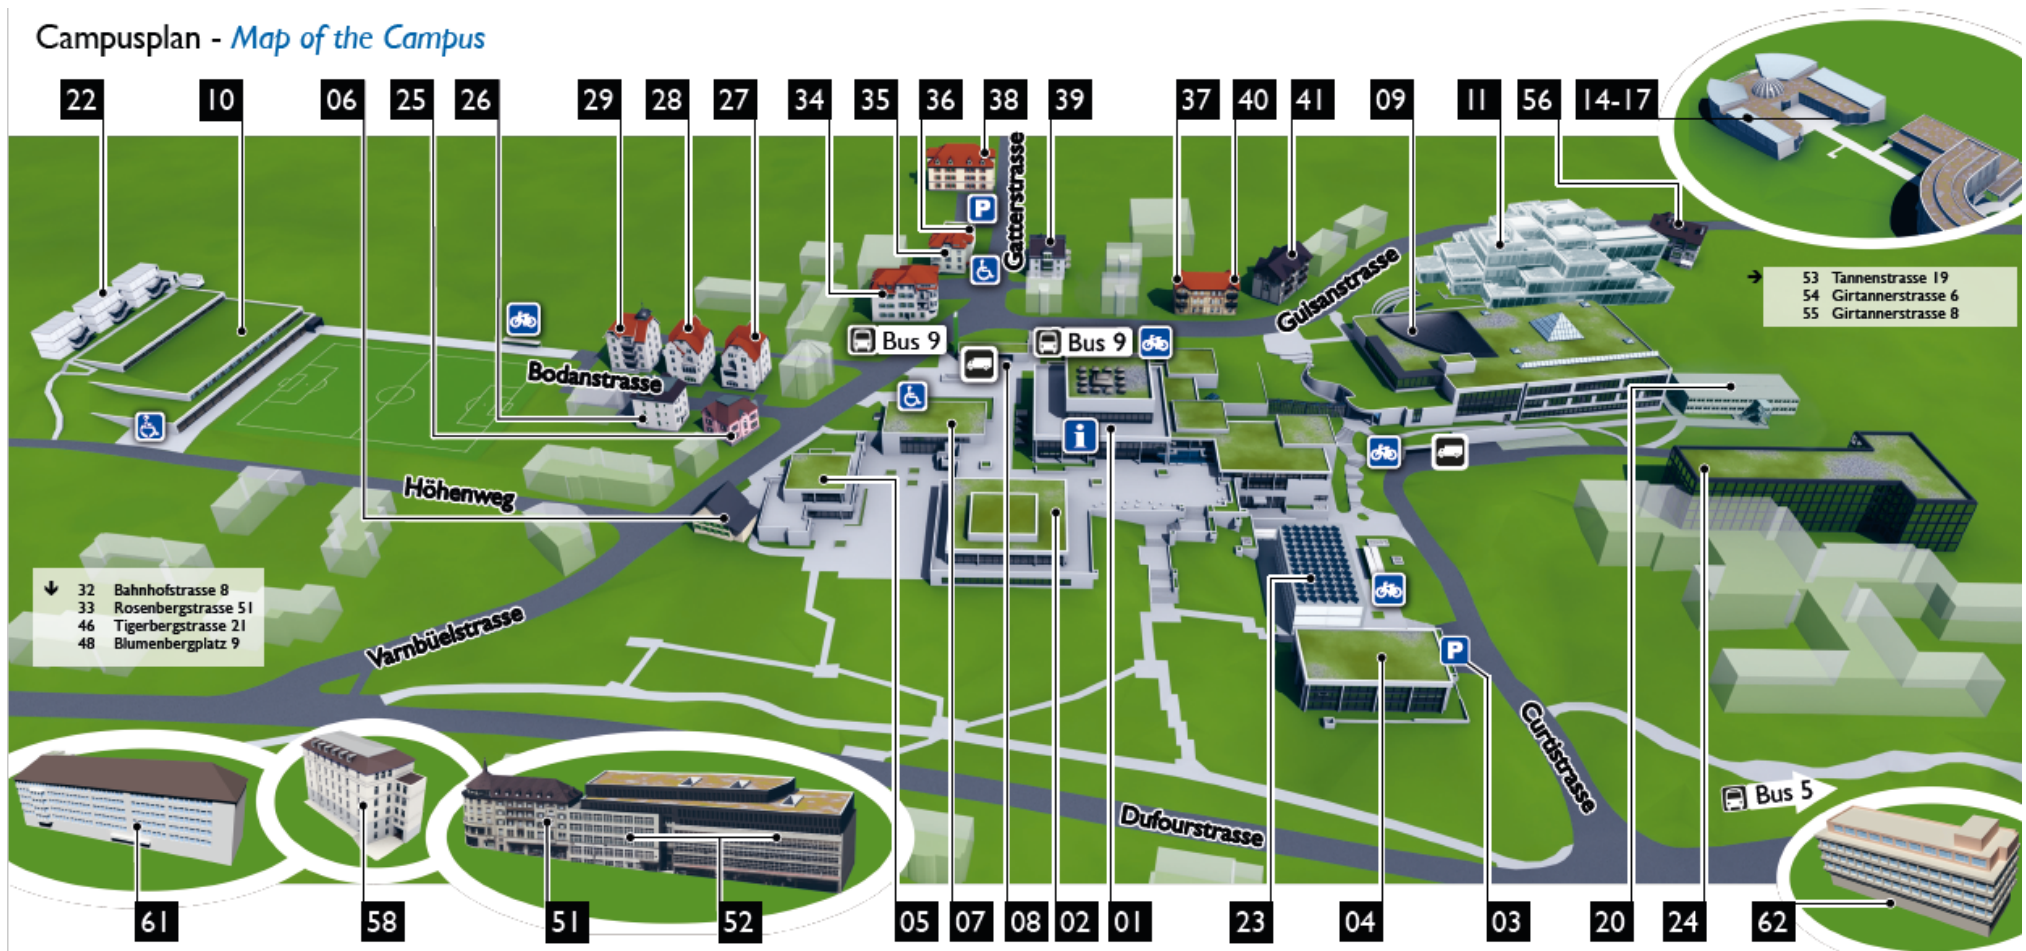 Campusplan - Map of the Campus
22
10
06
25
26
29
28
27
34
35
36
38
39
37
40
41
09
11
56
14-17
P
Gatterstrasse
Guisanstrasse
53 Tannenstrasse 19
54 Girtannerstrasse 6
55 Girtannerstrasse 8
Bus 9
Bus 9
Bodanstrasse
i
Höhenweg
32 Bahnhofstrasse 8
33 Rosenbergstrasse 51
46 Tigerbergstrasse 21
48 Blumenbergplatz 9
Varnbüelstrasse
P
Curtistrasse
Bus 5
Dufourstrasse
61
58
51
52
05
07
08
02
01
23
04
03
20
24
62